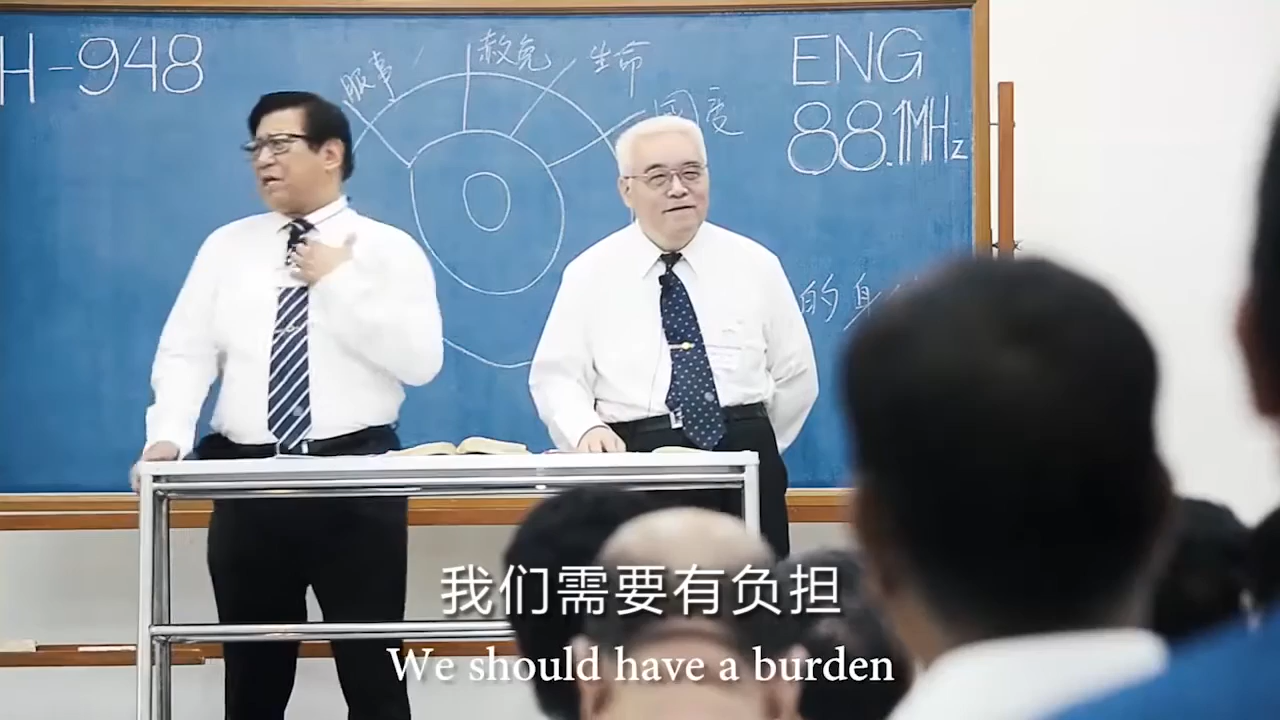 H-948
服事
赦免
生命
ENG
88.1MHz
的身
我们需要有负担
We should have a burden